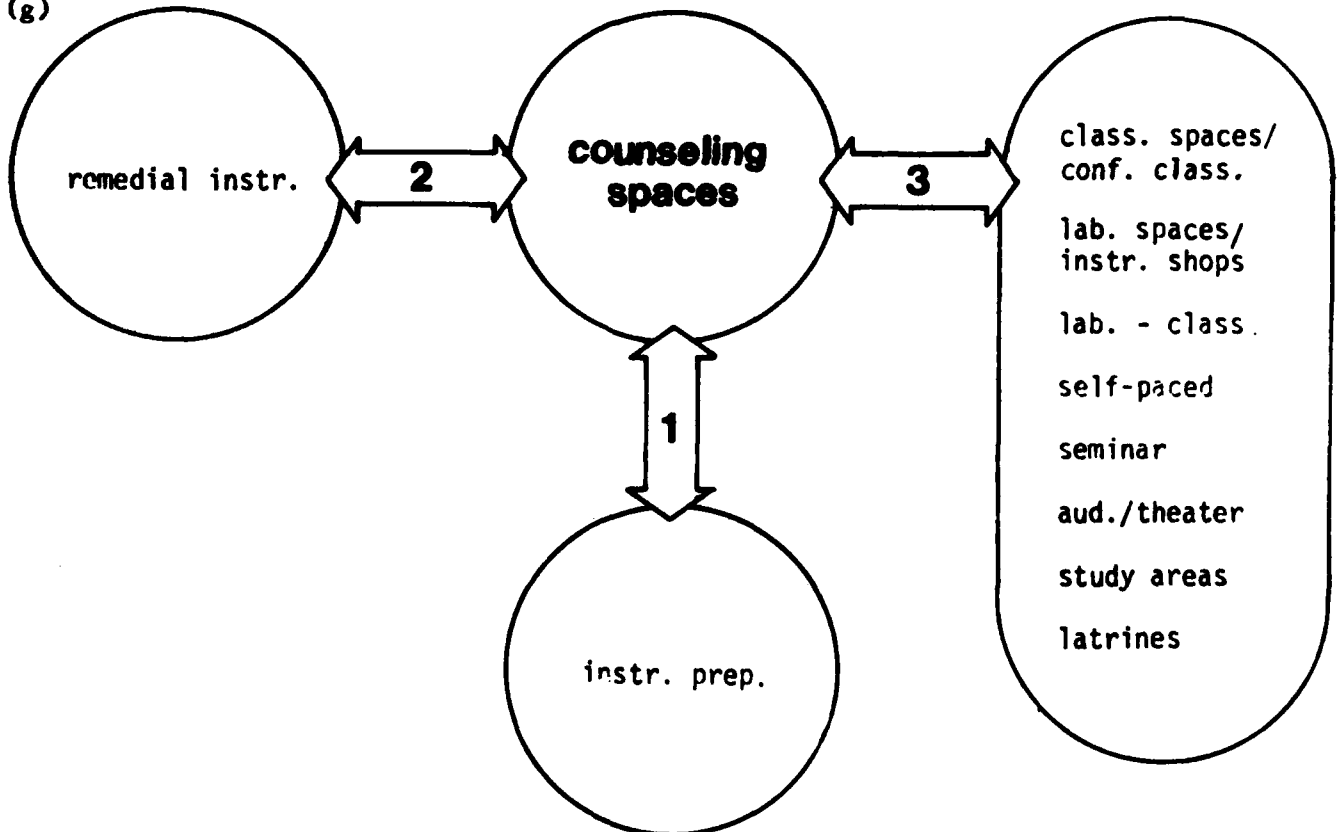 (g)
remedial instr.
2
counseling
spaces
3
class. spaces/
conf. class.
lab. spaces/
instr. shops
lab. - class.
self-paced
seminar
aud./theater
study areas
latrines
1
instr. prep.